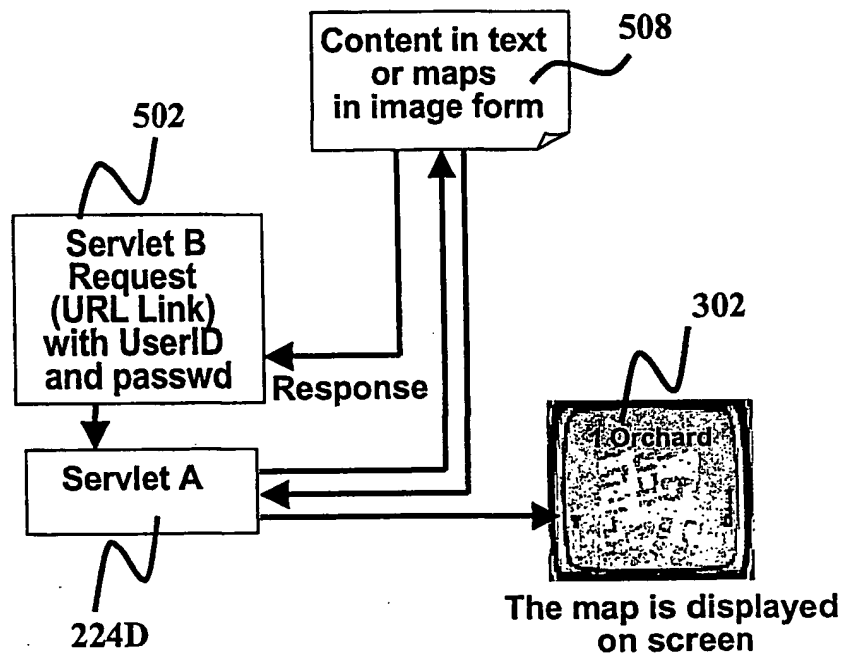 Content in text
or maps
in image form
508
502
Servlet B
Request
(URL Link)
with UserID
and passwd
Response
302
1 Orchard
Servlet A
224D
The map is displayed
on screen